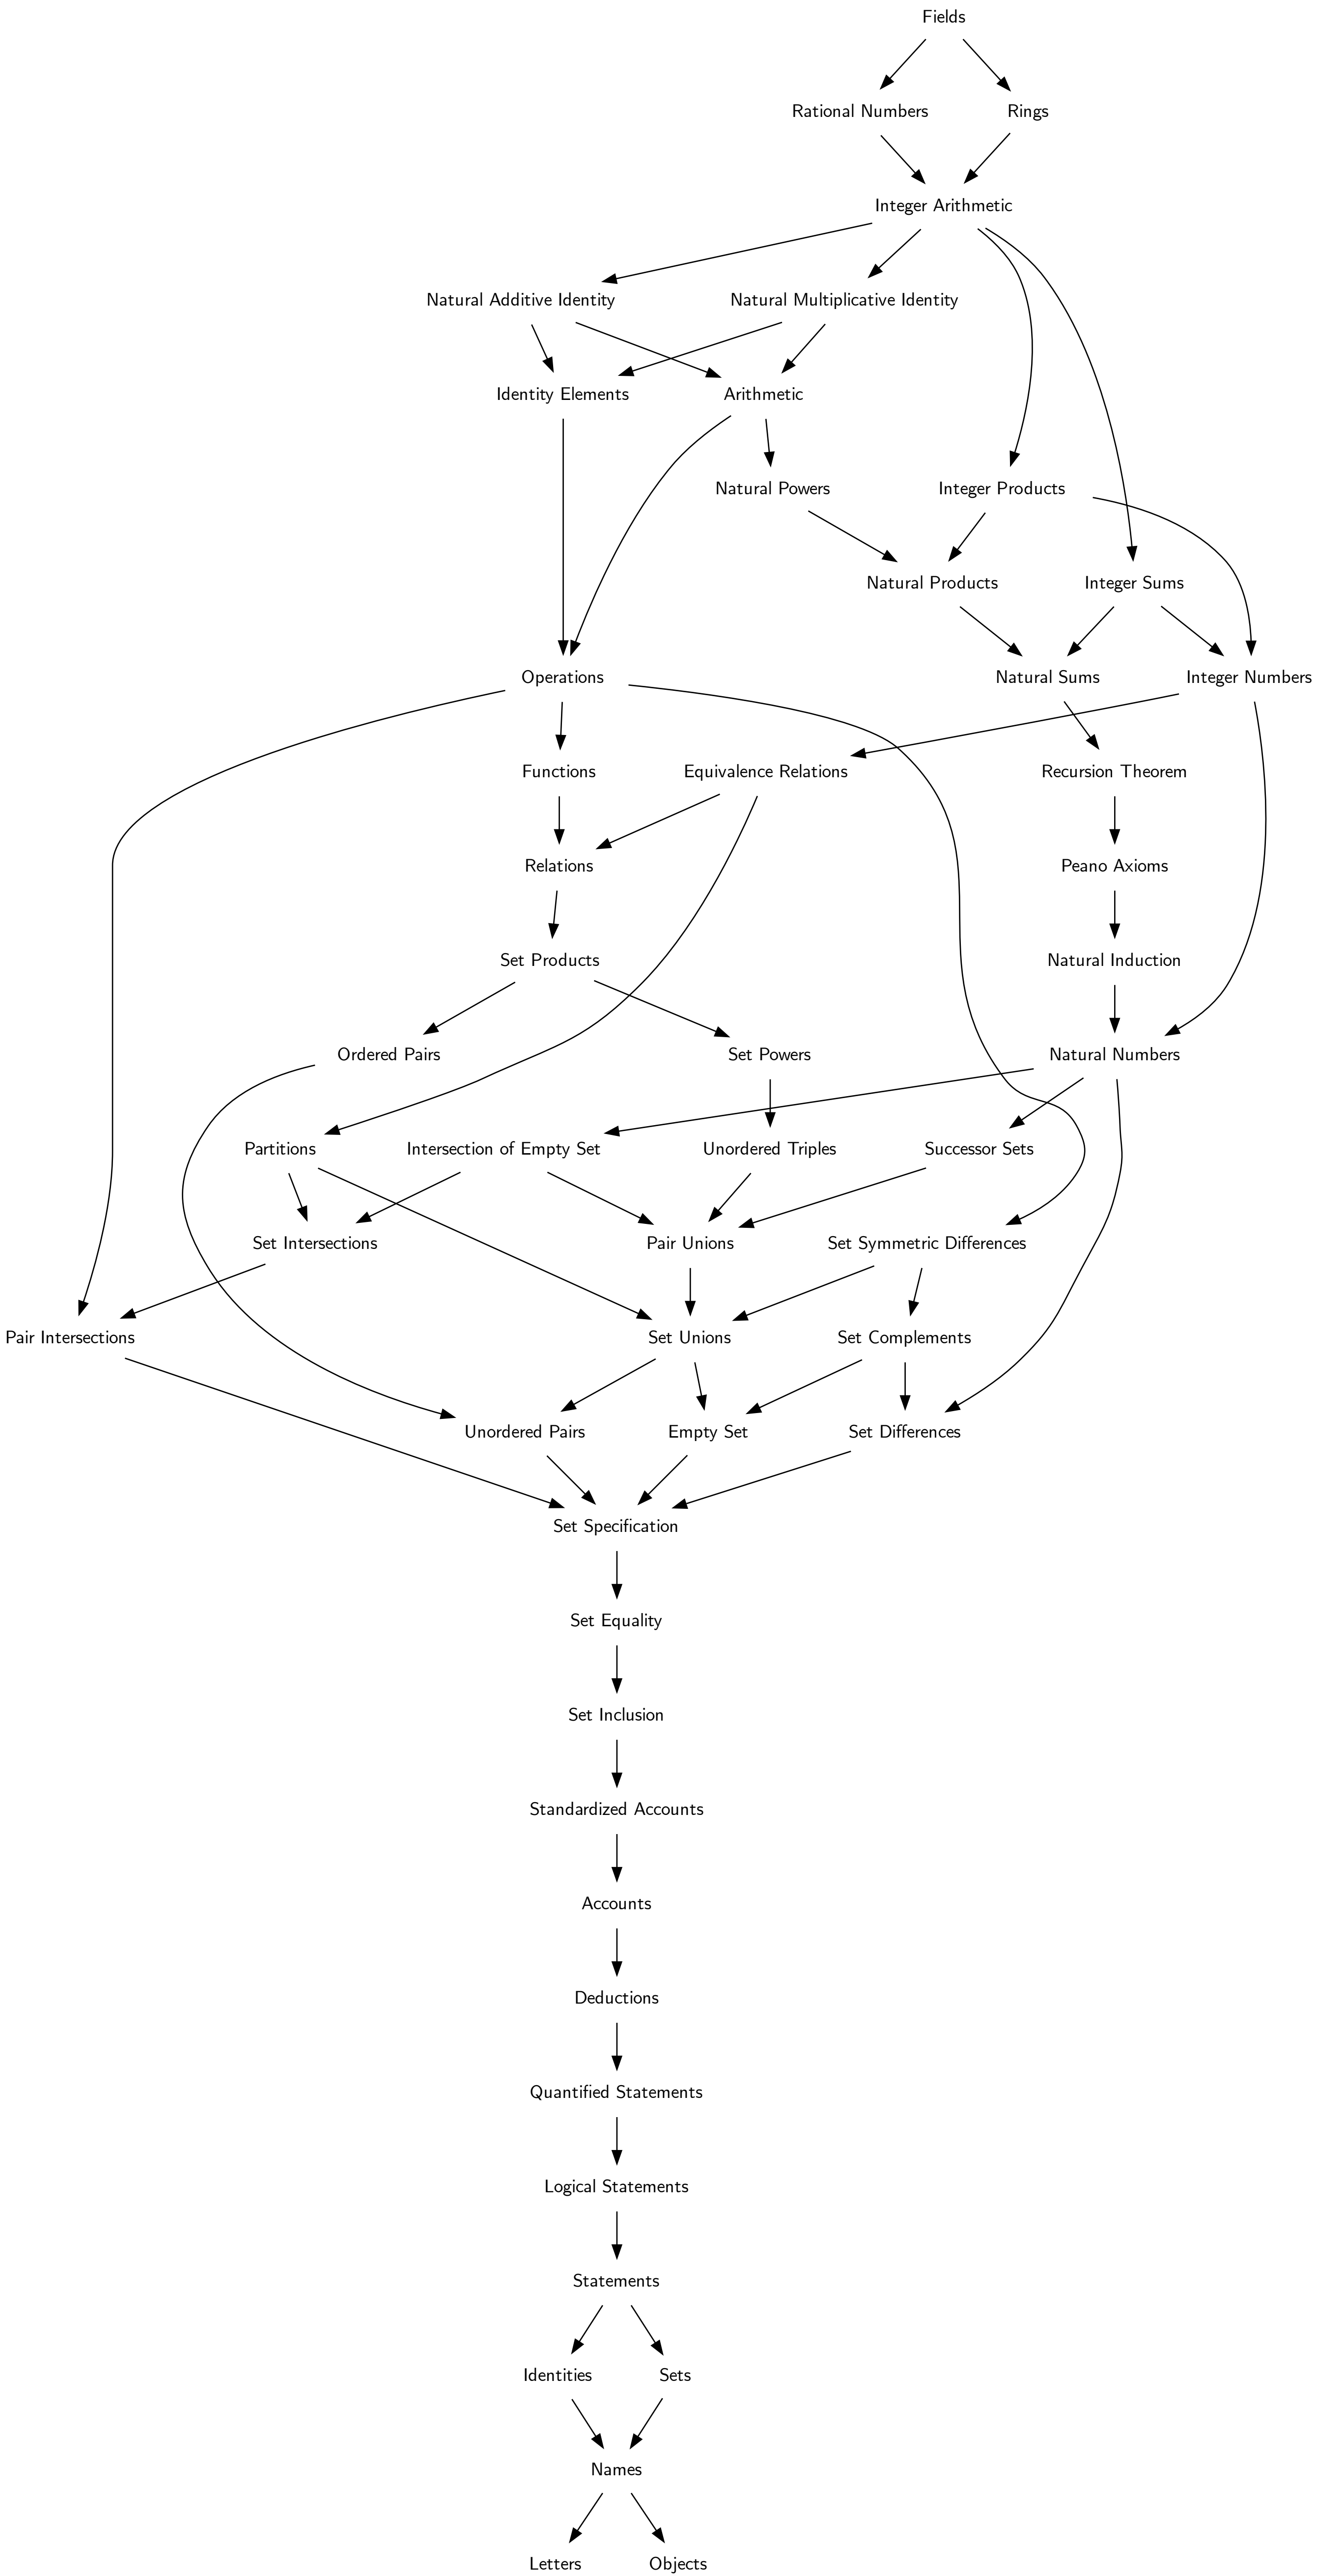 Fields
Rational Numbers
Rings
Integer Arithmetic
Natural Additive Identity
Natural Multiplicative Identity
Identity Elements
Arithmetic
Natural Powers
Integer Products
Natural Products
Integer Sums
Operations
Natural Sums
Integer Numbers
Functions
Equivalence Relations
Recursion Theorem
Relations
Peano Axioms
Set Products
Natural Induction
Ordered Pairs
Set Powers
Natural Numbers
Partitions
Intersection of Empty Set
Unordered Triples
Successor Sets
Set Intersections
Pair Unions
Set Symmetric Differences
Pair Intersections
Set Unions
Set Complements
Unordered Pairs
Empty Set
Set Differences
Set Specification
Set Equality
Set Inclusion
Standardized Accounts
Accounts
Deductions
Quantified Statements
Logical Statements
Statements
Identities
Sets
Names
Letters
Objects